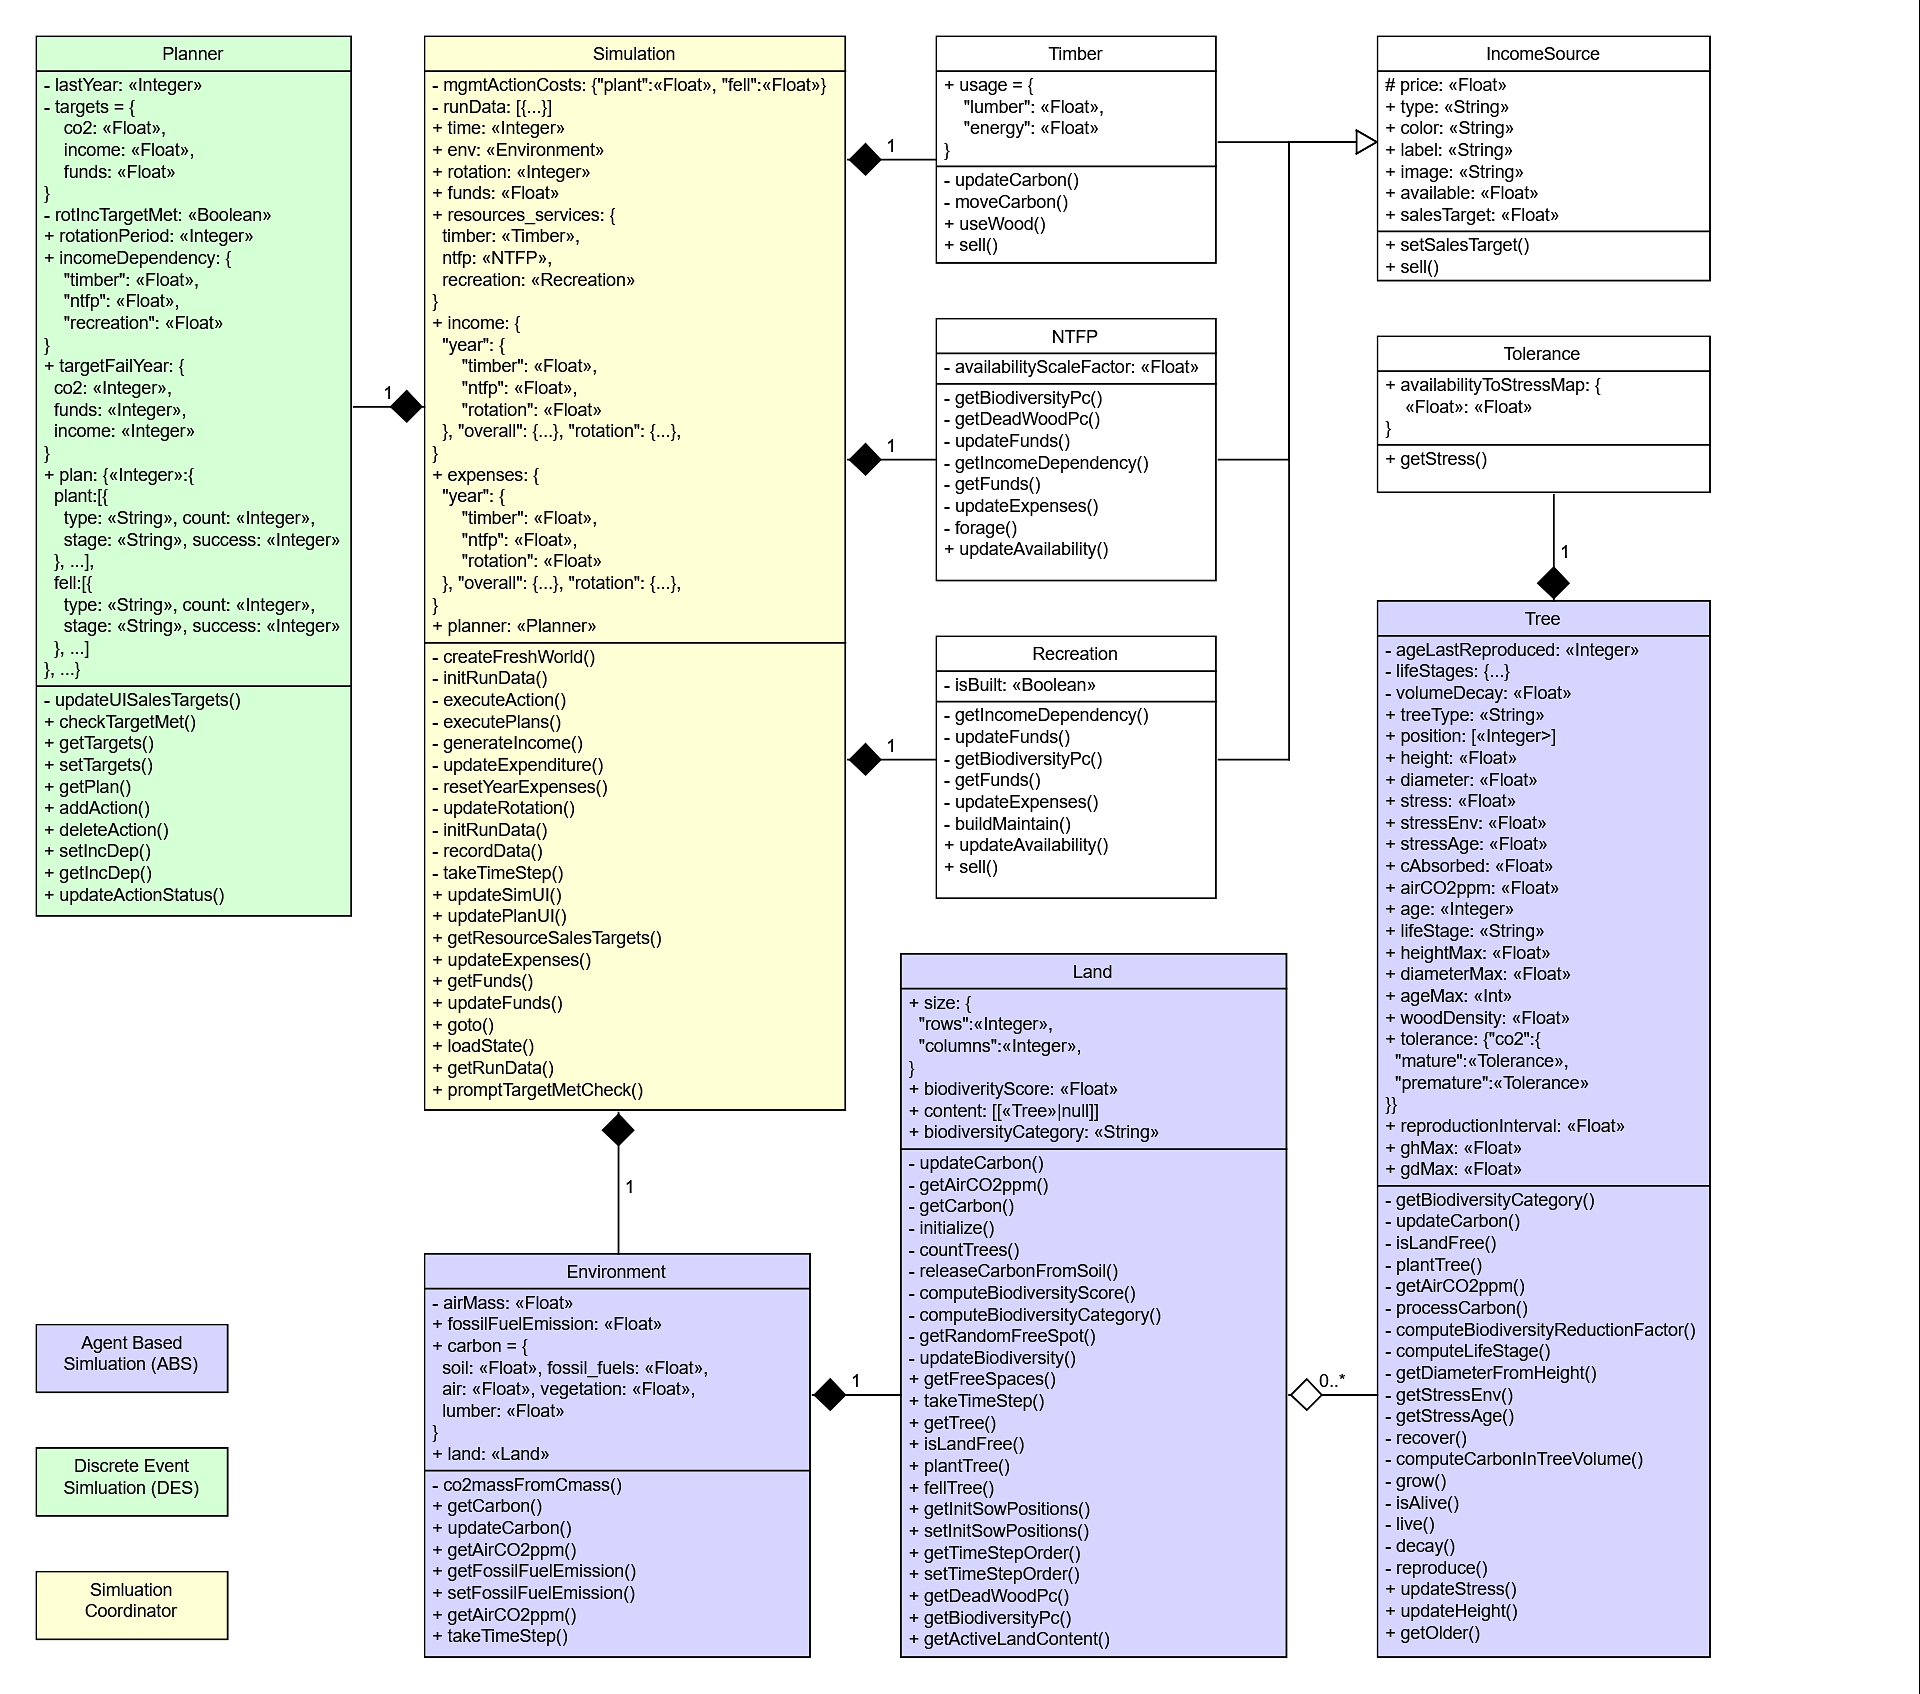 Planner
- lastYear: «Integer»
- targets = {
co2: «Float»,
income: «Float»,
funds: «Float»
}
- rotIncTargetMet: «Boolean»
+ rotationPeriod: «Integer»
+ incomeDependency: {
"timber": «Float»,
"ntfp": «Float»,
"recreation": «Float»
}
+ targetFailYear: {
co2: «Integer»,
funds: «Integer»,
income: «Integer»
}
+ plan: {«Integer»:{
plant:[{
type: «String», count: «Integer»,
stage: «String», success: «Integer»
}, ...],
fell:[{
type: «String», count: «Integer»,
stage: «String», success: «Integer»
}, ...]
}, ...}
- updateUISalesTargets()
+ checkTargetMet()
+ getTargets()
+ setTargets()
+ getPlan()
+ addAction()
+ deleteAction()
+ setIncDep()
+ getIncDep()
+ updateActionStatus()
1
Simulation
- mgmtActionCosts: {"plant":«Float», "fell":«Float»}
- runData: [{...}]
+ time: «Integer»
+ env: «Environment»
+ rotation: «Integer»
+ funds: «Float»
+ resources_services: {
timber: «Timber»,
ntfp: «NTFP»,
recreation: «Recreation»
}
+ income: {
"year": {
"timber": «Float»,
"ntfp": «Float»,
"rotation": «Float»
}, "overall": {...}, "rotation": {...},
}
+ expenses: {
"year": {
"timber": «Float»,
"ntfp": «Float»,
"rotation": «Float»
}, "overall": {...}, "rotation": {...},
}
+ planner: «Planner»
- createFreshWorld()
- initRunData()
- executeAction()
- executePlans()
- generateIncome()
- updateExpenditure()
- resetYearExpenses()
- updateRotation()
- initRunData()
- recordData()
- takeTimeStep()
+ updateSimUI()
+ updatePlanUI()
+ getResourceSalesTargets()
+ updateExpenses()
+ getFunds()
+ updateFunds()
+ goto()
+ loadState()
+ getRunData()
+ promptTargetMetCheck()
1
1
1
1
Timber
+ usage = {
"lumber": «Float»,
"energy": «Float»
}
- updateCarbon()
- moveCarbon()
+ useWood()
+ sell()
NTFP
- availabilityScaleFactor: «Float»
- getBiodiversityPc()
- getDeadWoodPc()
- updateFunds()
- getIncomeDependency()
- getFunds()
- updateExpenses()
- forage()
+ updateAvailability()
Recreation
- isBuilt: «Boolean»
- getIncomeDependency()
- updateFunds()
- getBiodiversityPc()
- getFunds()
- updateExpenses()
- buildMaintain()
+ updateAvailability()
+ sell()
IncomeSource
# price: «Float»
+ type: «String»
+ color: «String»
+ label: «String»
+ image: «String»
+ available: «Float»
+ salesTarget: «Float»
+ setSalesTarget()
+ sell()
Tolerance
+ availabilityToStressMap: {
«Float»: «Float»
}
+ getStress()
1
Tree
- ageLastReproduced: «Integer»
- lifeStages: {...}
- volumeDecay: «Float»
+ treeType: «String»
+ position: [«Integer>]
+ height: «Float»
+ diameter: «Float»
+ stress: «Float»
+ stressEnv: «Float»
+ stressAge: «Float»
+ cAbsorbed: «Float»
+ airCO2ppm: «Float»
+ age: «Integer»
+ lifeStage: «String»
+ heightMax: «Float»
+ diameterMax: «Float»
+ ageMax: «Int»
+ woodDensity: «Float»
+ tolerance: {"co2":{
"mature":«Tolerance»,
"premature":«Tolerance»
}}
+ reproductionInterval: «Float»
+ ghMax: «Float»
+ gdMax: «Float»
- getBiodiversityCategory()
- updateCarbon()
- isLandFree()
- plantTree()
- getAirCO2ppm()
- processCarbon()
- computeBiodiversityReductionFactor()
- computeLifeStage()
- getDiameterFromHeight()
- getStressEnv()
- getStressAge()
- recover()
- computeCarbonInTreeVolume()
- grow()
- isAlive()
- live()
- decay()
- reproduce()
+ updateStress()
+ updateHeight()
+ getOlder()
Land
+ size: {
"rows":«Integer»,
"columns":«Integer»,
}
+ biodiverityScore: «Float»
+ content: [[«Tree»|null]]
+ biodiversityCategory: «String»
- updateCarbon()
- getAirCO2ppm()
- getCarbon()
- initialize()
- countTrees()
- releaseCarbonFromSoil()
- computeBiodiversityScore()
- computeBiodiversityCategory()
- getRandomFreeSpot()
- updateBiodiversity()
+ getFreeSpaces()
+ takeTimeStep()
+ getTree()
+ isLandFree()
+ plantTree()
+ fellTree()
+ getInitSowPositions()
+ setInitSowPositions()
+ getTimeStepOrder()
+ setTimeStepOrder()
+ getDeadWoodPc()
+ getBiodiversityPc()
+ getActiveLandContent()
0..*
1
Environment
- airMass: «Float»
+ fossilFuelEmission: «Float»
+ carbon = {
soil: «Float», fossil_fuels: «Float»,
air: «Float», vegetation: «Float»,
lumber: «Float»
}
+ land: «Land»
- co2massFromCmass()
+ getCarbon()
+ updateCarbon()
+ getAirCO2ppm()
+ getFossilFuelEmission()
+ setFossilFuelEmission()
+ getAirCO2ppm()
+ takeTimeStep()
Agent Based
Simluation (ABS)
Discrete Event
Simluation (DES)
Simluation
Coordinator